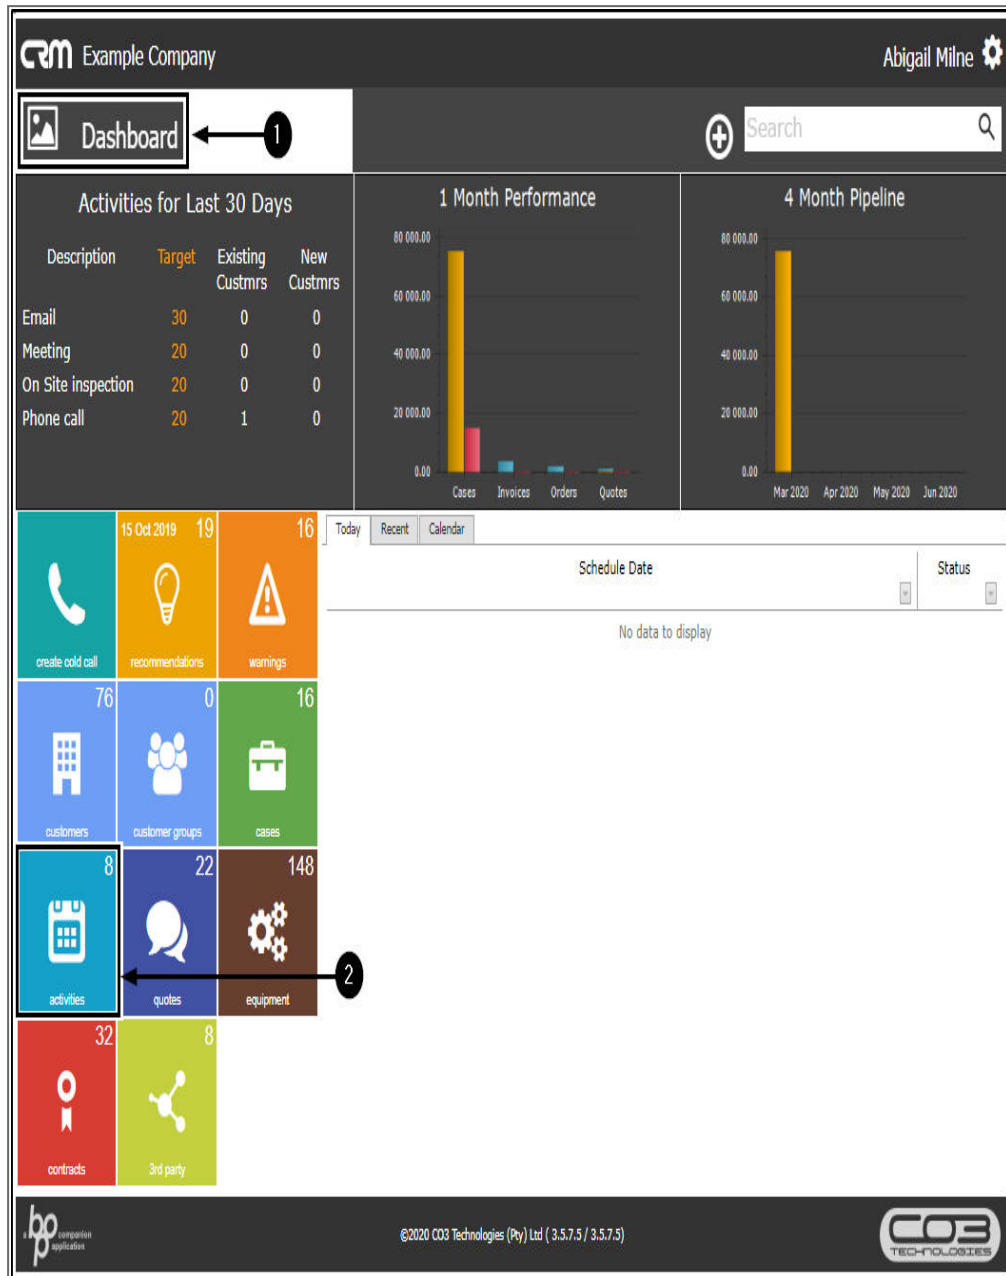 CRM Example Company
Abigail Milne
Dashboard
1
Search
Activities for Last 30 Days
Description Target Existing Custmrs New Custmrs
Email 30 0 0
Meeting 20 0 0
On Site inspection 20 0 0
Phone call 20 1 0
1 Month Performance
80 000.00
60 000.00
40 000.00
20 000.00
0.00
Cases Invoices Orders Quotes
4 Month Pipeline
80 000.00
60 000.00
40 000.00
20 000.00
0.00
Mar 2020 Apr 2020 May 2020 Jun 2020
create cold call
15 Oct 2019 19
recommendations
16
warnings
76
customers
0
customer groups
16
cases
8
activities
22
quotes
148
equipment
2
32
contracts
8
3rd party
Today Recent Calendar
Schedule Date Status
No data to display
a bpp companion application
©2020 CO3 Technologies (Pty) Ltd ( 3.5.7.5 / 3.5.7.5)
CO3
TECHNOLOGIES